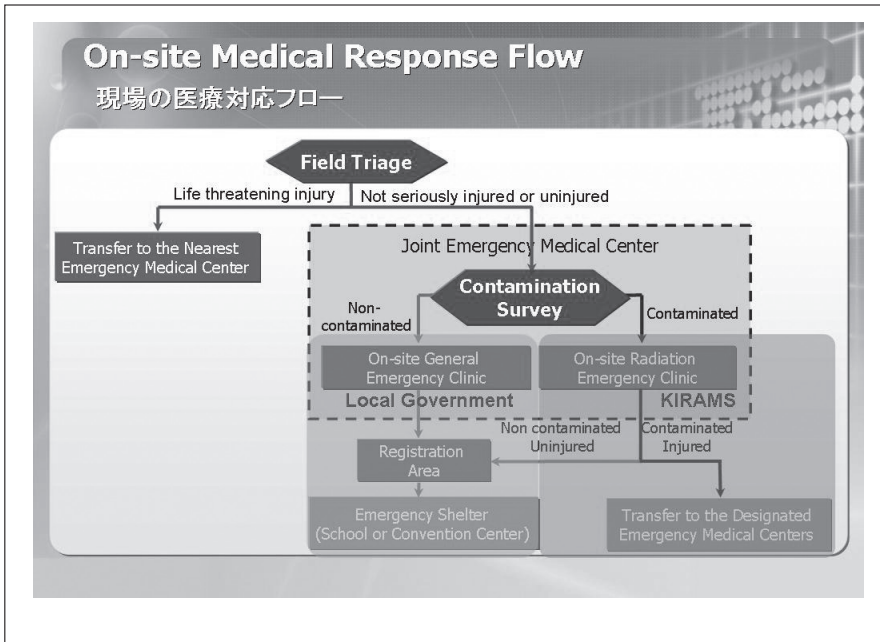 On-site Medical Response Flow
現場の医療対応フロー
Field Triage
Life threatening injury
Not seriously injured or uninjured
Transfer to the Nearest
Emergency Medical Center
Joint Emergency Medical Center
Contamination
Survey
Non-
contaminated
Contaminated
On-site General
Emergency Clinic
On-site Radiation
Emergency Clinic
Local Government
KIRAMS
Non contaminated
Uninjured
Contaminated
Injured
Registration
Area
Emergency Shelter
(School or Convention Center)
Transfer to the Designated
Emergency Medical Centers